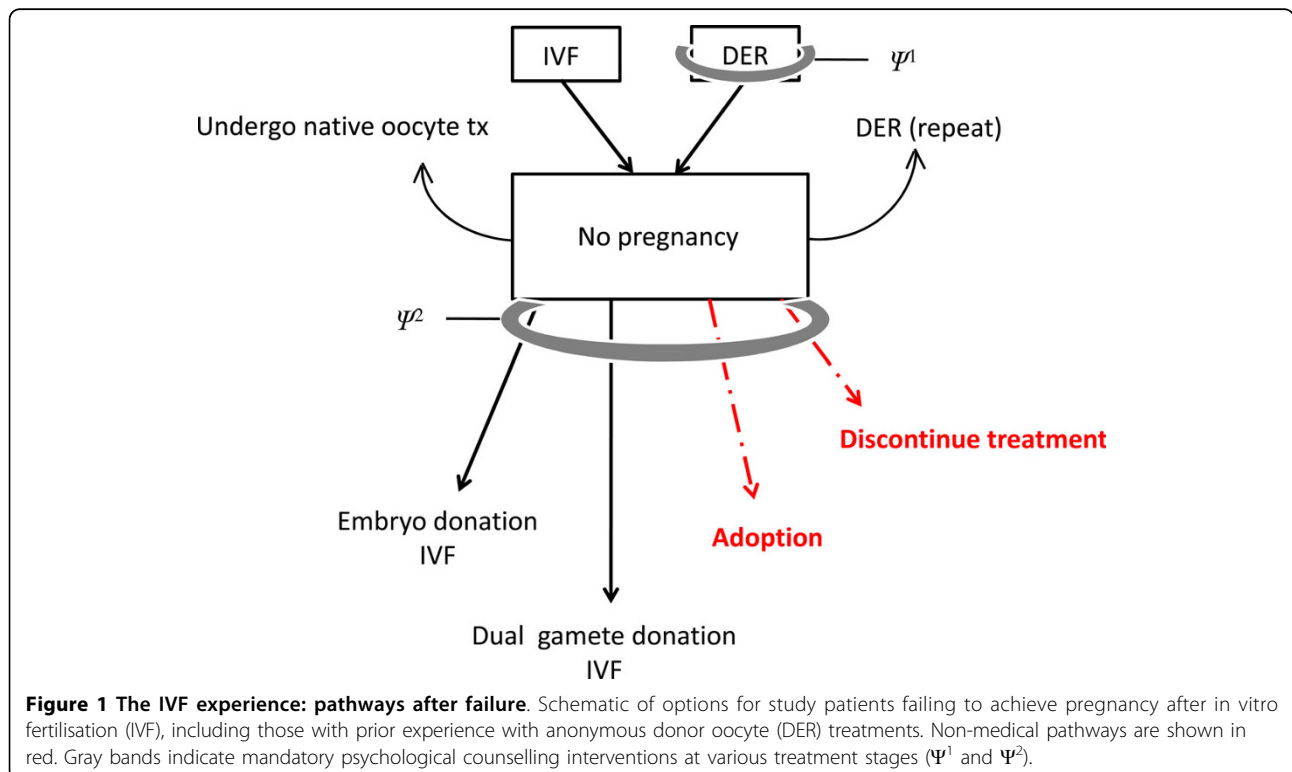 IVF
DER
Ψ1
Undergo native oocyte tx
DER (repeat)
No pregnancy
Ψ2
Discontinue treatment
Embryo donation
IVF
Adoption
Dual gamete donation
IVF
Figure 1 The IVF experience: pathways after failure. Schematic of options for study patients failing to achieve pregnancy after in vitro
fertilisation (IVF), including those with prior experience with anonymous donor oocyte (DER) treatments. Non-medical pathways are shown in
red. Gray bands indicate mandatory psychological counselling interventions at various treatment stages (Ψ¹ and Ψ²).